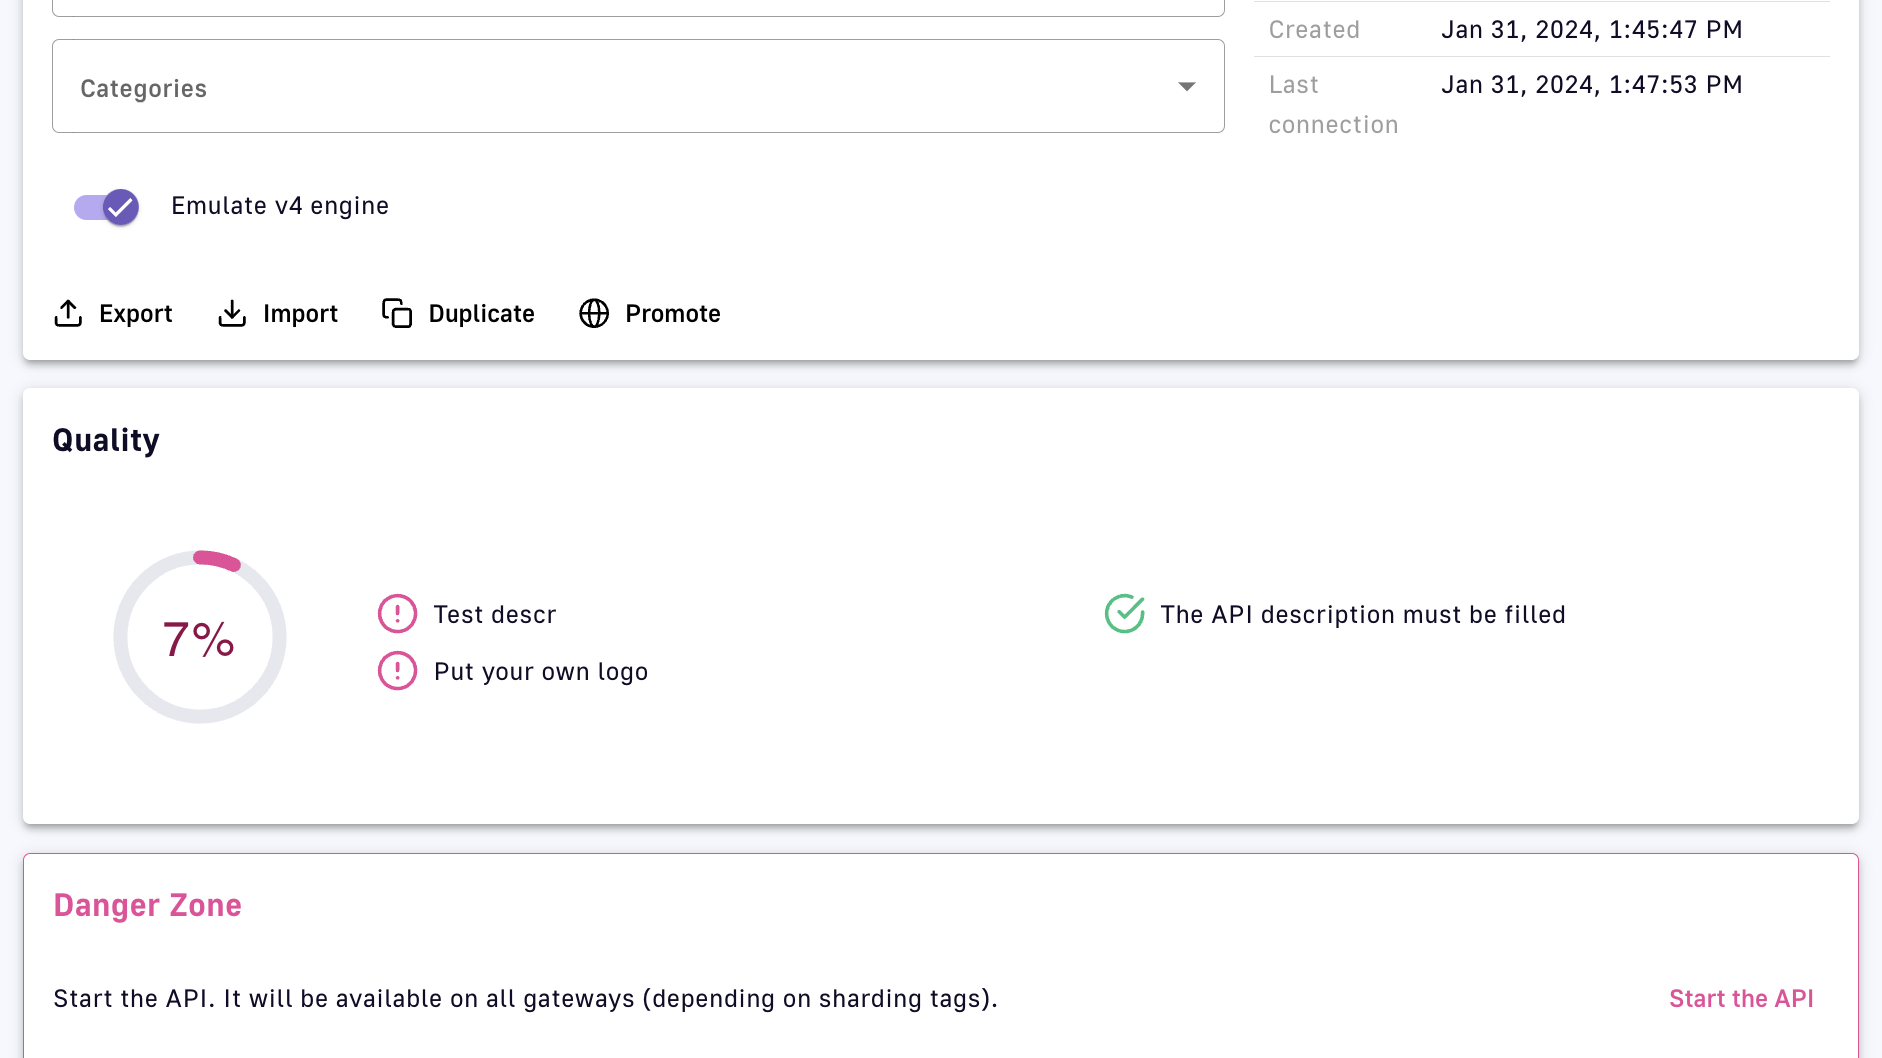 Created Jan 31, 2024, 1:45:47 PM
Categories
Last connection Jan 31, 2024, 1:47:53 PM
Emulate v4 engine
Export Import Duplicate Promote
Quality
7%
Test descr
The API description must be filled
Put your own logo
Danger Zone
Start the API. It will be available on all gateways (depending on sharding tags).
Start the API